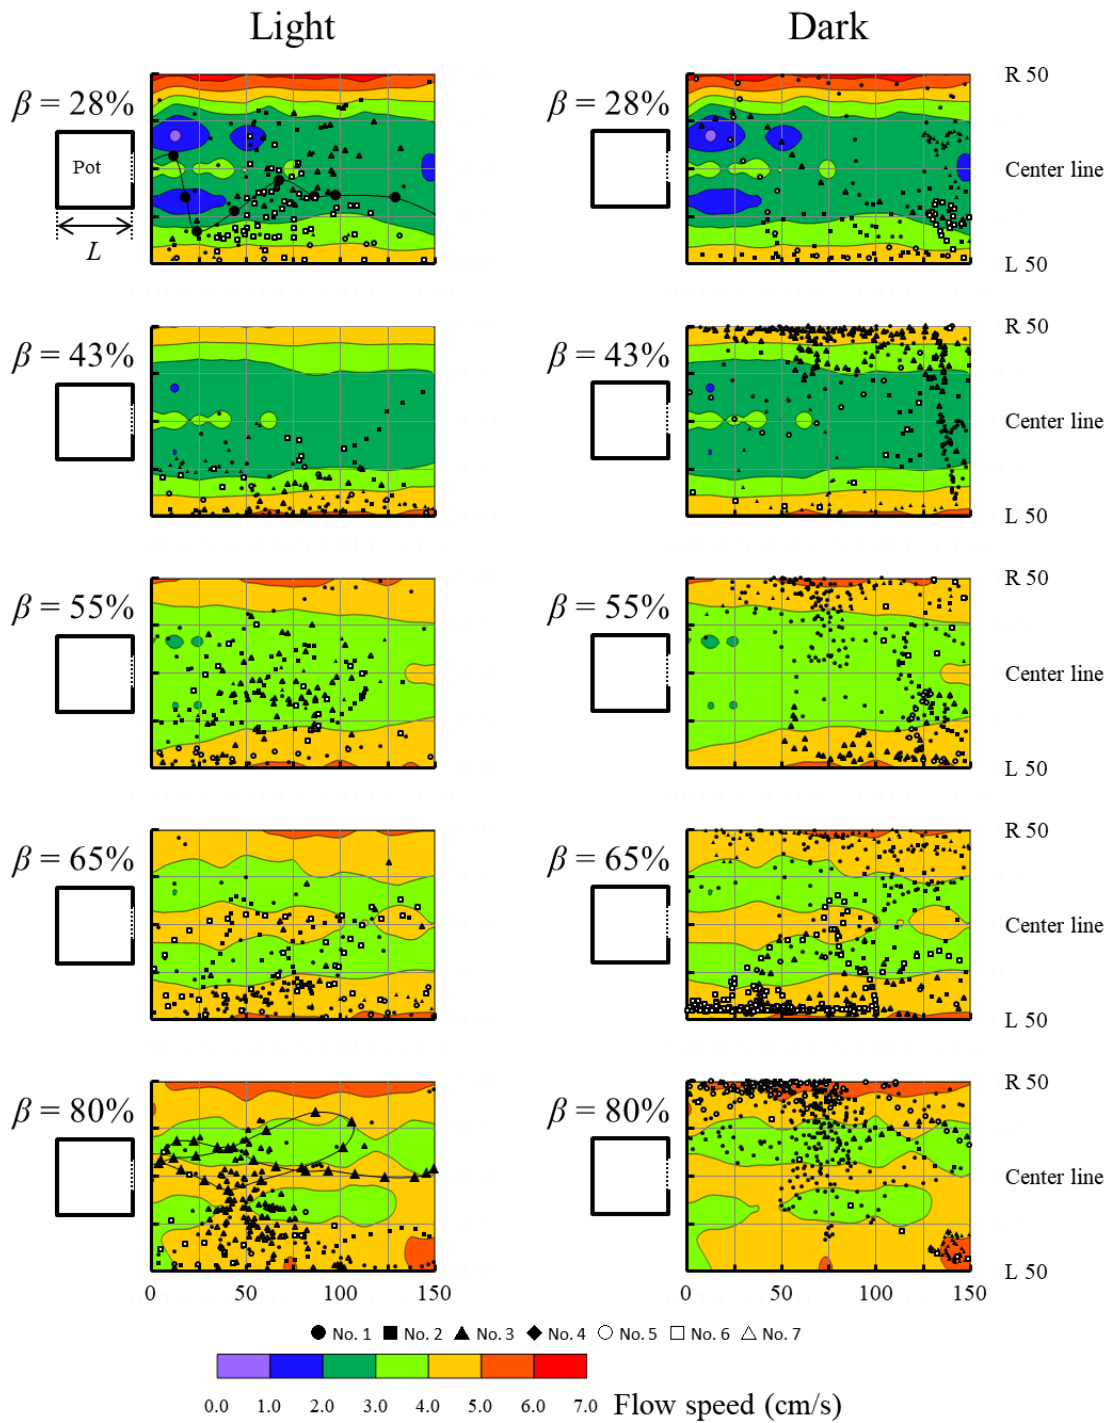 Light Dark
β = 28% β = 28% R 50
Pot Center line
L L 50
β = 43% β = 43% R 50
Center line
L 50
β = 55% β = 55% R 50
Center line
L 50
β = 65% β = 65% R 50
Center line
L 50
β = 80% β = 80% R 50
Center line
L 50
0 50 100 150 0 50 100 150
No. 1 No. 2 No. 3 No. 4 No. 5 No. 6 No. 7
0.0 1.0 2.0 3.0 4.0 5.0 6.0 7.0 Flow speed (cm/s)